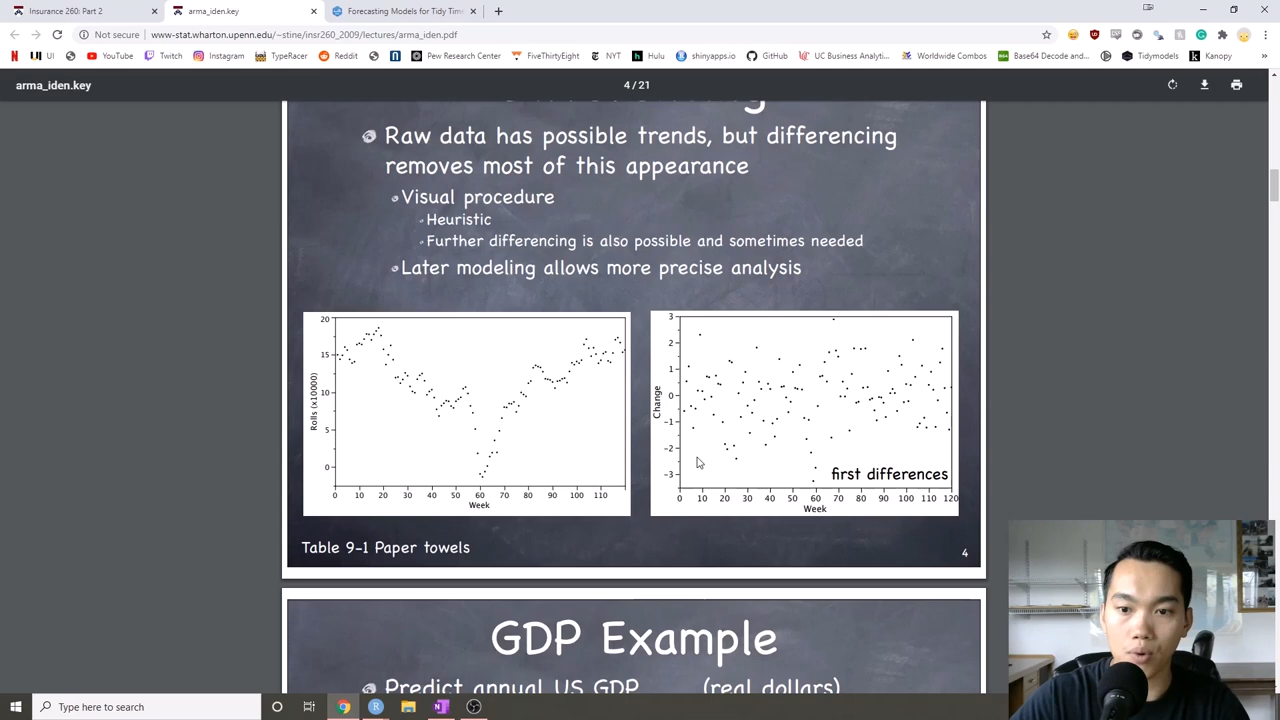 Insurance 260: Part 2
arma_iden.key
Forecasting Models for Tidy Tim
Not secure
www-stat.wharton.upenn.edu/~stine/insr260_2009/lectures/arma_iden.pdf
UI
YouTube
Twitch
Instagram
TypeRacer
Reddit
Pew Research Center
FiveThirtyEight
NYT
Hulu
shinyapps.io
GitHub
UC Business Analyti...
Worldwide Combos
Base64 Decode and...
Tidymodels
Kanopy
arma_iden.key
4 / 21
Raw data has possible trends, but differencing
removes most of this appearance
Visual procedure
Heuristic
Further differencing is also possible and sometimes needed
Later modeling allows more precise analysis
20
15
10
5
0
Rolls (x10000)
0 10 20 30 40 50 60 70 80 90 100 110
Week
3
2
1
0
-1
-2
-3
Change
first differences
0 10 20 30 40 50 60 70 80 90 100 110 120
Week
Table 9-1 Paper towels
4
GDP Example
Predict annual US GDP (real dollars)
Type here to search